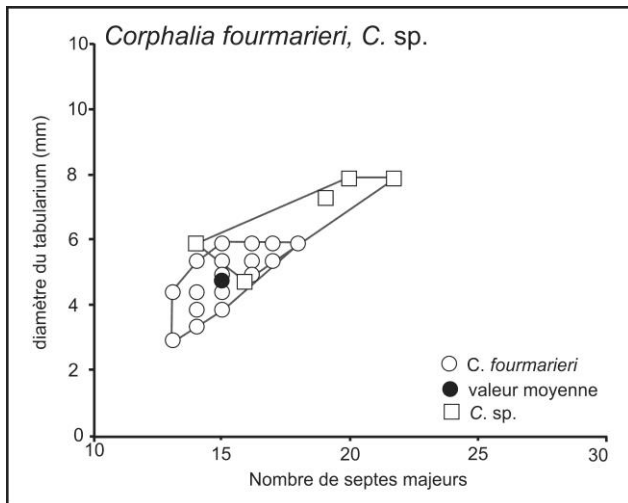 Corphalia fourmarieri, C. sp.
10
10
8
6
4
2
0
diamètre du tabularium (mm)
C. fourmarieri
valeur moyenne
C. sp.
10
15
20
25
30
Nombre de septes majeurs